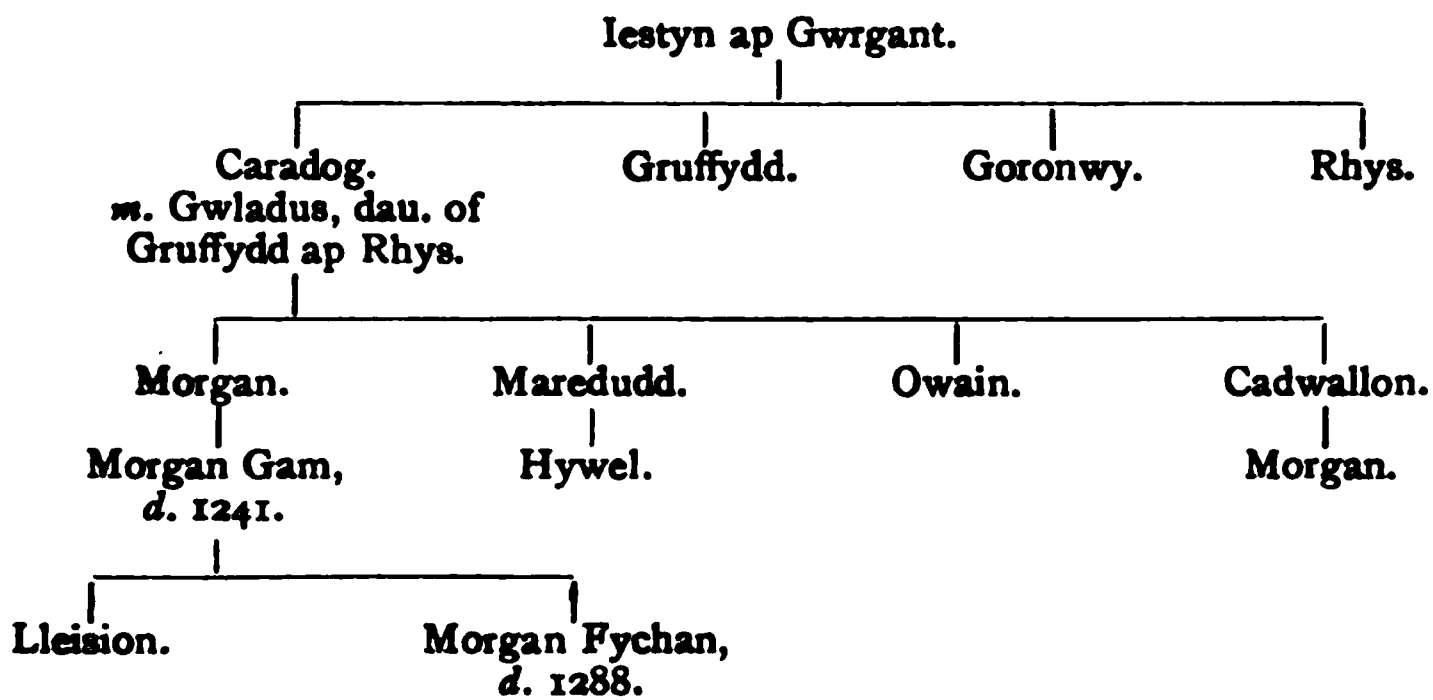 Iestyn ap Gwrgant.
Caradog. Gruffydd. Goronwy. Rhys.
m. Gwladus, dau. of
Gruffydd ap Rhys.
Morgan. Maredudd. Owain. Cadwallon.
Morgan Gam, Hywel. Morgan.
d. 1241.
Lleision. Morgan Fychan,
d. 1288.